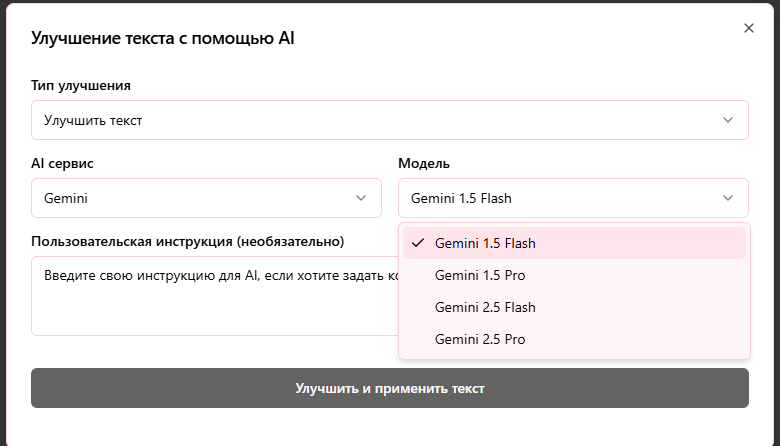 Улучшение текста с помощью AI
Тип улучшения
Улучшить текст
AI сервис
Модель
Gemini
Gemini 1.5 Flash
Gemini 1.5 Flash
Gemini 1.5 Pro
Gemini 2.5 Flash
Gemini 2.5 Pro
Пользовательская инструкция (необязательно)
Введите свою инструкцию для AI, если хотите задать
Улучшить и применить текст